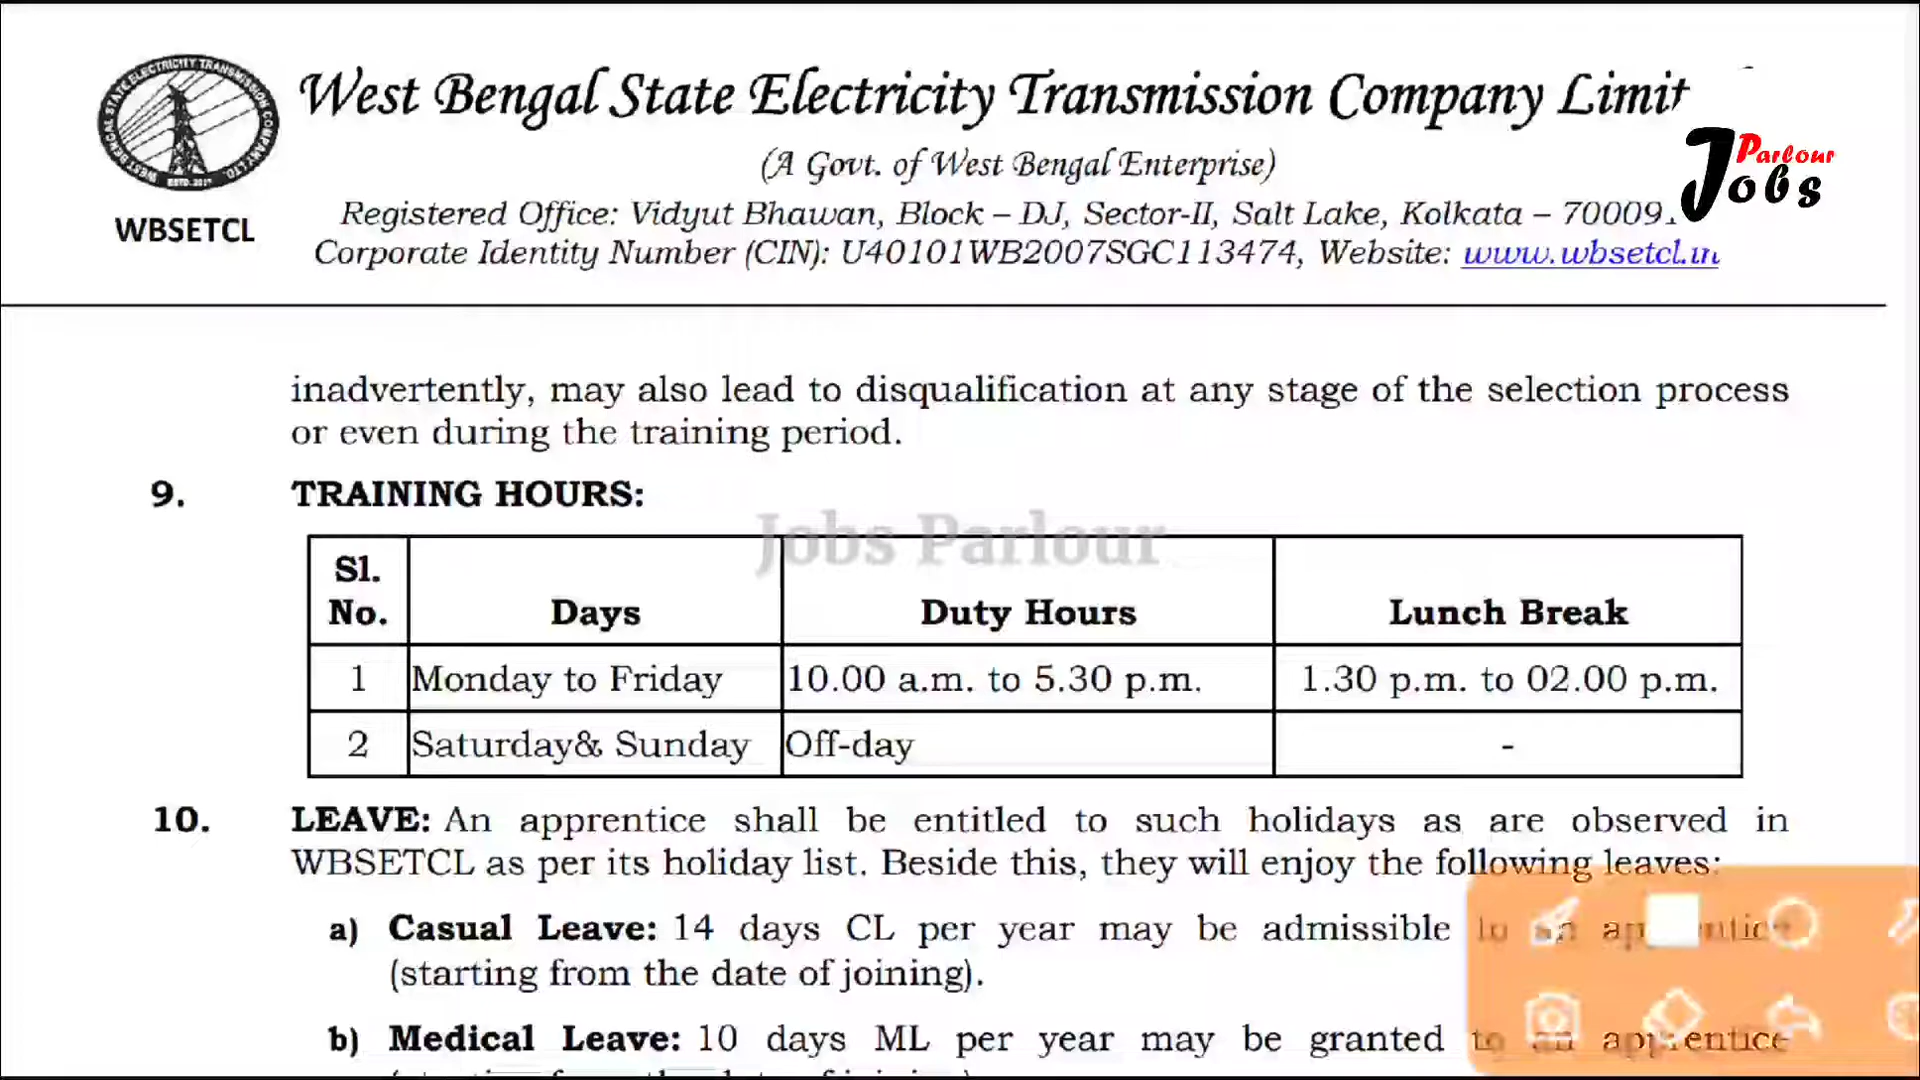 West Bengal State Electricity Transmission Company Limit
(A Govt. of West Bengal Enterprise)
Parlour
Jobs
Registered Office: Vidyut Bhawan, Block – DJ, Sector-II, Salt Lake, Kolkata – 70009
WBSETCL
Corporate Identity Number (CIN): U40101WB2007SGC113474, Website: www.wbsetcl.in
inadvertently, may also lead to disqualification at any stage of the selection process
or even during the training period.
9. TRAINING HOURS:
Jobs Parlour
Sl. No. Days Duty Hours Lunch Break
1 Monday to Friday 10.00 a.m. to 5.30 p.m. 1.30 p.m. to 02.00 p.m.
2 Saturday& Sunday Off-day -
10. LEAVE: An apprentice shall be entitled to such holidays as are observed in
WBSETCL as per its holiday list. Beside this, they will enjoy the following leaves:
a) Casual Leave: 14 days CL per year may be admissible to an
(starting from the date of joining).
b) Medical Leave: 10 days ML per year may be granted to an apprentice